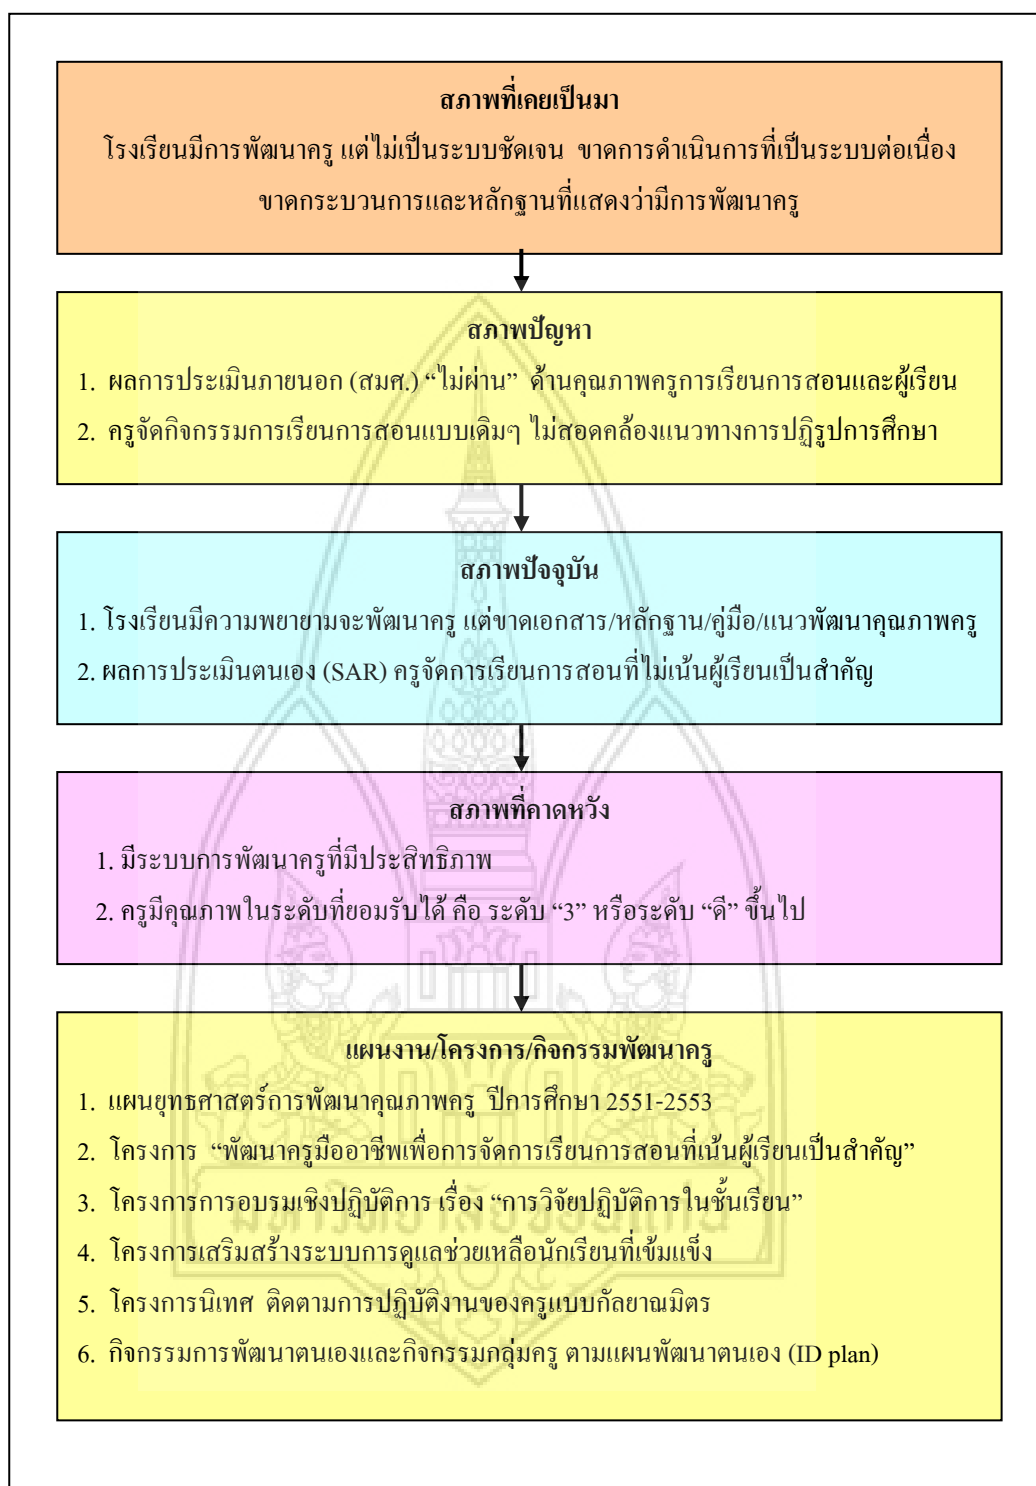 สภาพที่เคยเป็นมา
โรงเรียนมีการพัฒนาครู แต่ไม่เป็นระบบชัดเจน ขาดการดำเนินการที่เป็นระบบต่อเนื่อง
ขาดกระบวนการและหลักฐานที่แสดงว่ามีการพัฒนาครู
สภาพปัญหา
1. ผลการประเมินภายนอก (สมศ.) “ไม่ผ่าน” ด้านคุณภาพครูการเรียนการสอนและผู้เรียน
2. ครูจัดกิจกรรมการเรียนการสอนแบบเดิมๆ ไม่สอดคล้องแนวทางการปฏิรูปการศึกษา
สภาพปัจจุบัน
1. โรงเรียนมีความพยายามจะพัฒนาครู แต่ขาดเอกสาร/หลักฐาน/คู่มือ/แนวพัฒนาคุณภาพครู
2. ผลการประเมินตนเอง (SAR) ครูจัดการเรียนการสอนที่ไม่เน้นผู้เรียนเป็นสำคัญ
สภาพที่คาดหวัง
1. มีระบบการพัฒนาครูที่มีประสิทธิภาพ
2. ครูมีคุณภาพในระดับที่ยอมรับได้ คือ ระดับ “3” หรือระดับ “ดี” ขึ้นไป
แผนงาน/โครงการ/กิจกรรมพัฒนาครู
1. แผนยุทธศาสตร์การพัฒนาคุณภาพครู ปีการศึกษา 2551-2553
2. โครงการ “พัฒนาครูมืออาชีพเพื่อการจัดการเรียนการสอนที่เน้นผู้เรียนเป็นสำคัญ”
3. โครงการการอบรมเชิงปฏิบัติการ เรื่อง “การวิจัยปฏิบัติการในชั้นเรียน”
มหาวิทยาลัยขอนแก่น
4. โครงการเสริมสร้างระบบการดูแลช่วยเหลือนักเรียนที่เข้มแข็ง
5. โครงการนิเทศ ติดตามการปฏิบัติงานของครูแบบกัลยาณมิตร
6. กิจกรรมการพัฒนาตนเองและกิจกรรมกลุ่มครู ตามแผนพัฒนาตนเอง (ID plan)